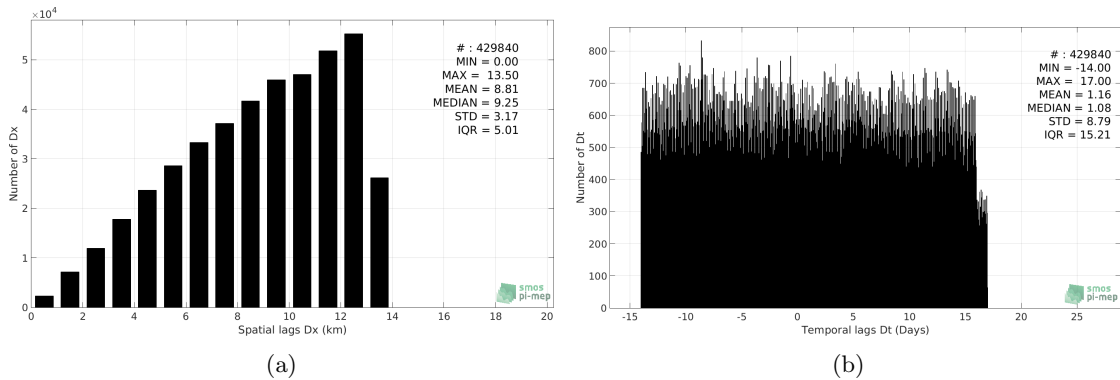 ×10⁴
5
4
3
2
1
0
Number of Dx
0 2 4 6 8 10 12 14 16 18 20
Spatial lags Dx (km)
# : 429840
MIN = 0.00
MAX = 13.50
MEAN = 8.81
MEDIAN = 9.25
STD = 3.17
IQR = 5.01
smos
pi-mep
(a)
800
700
600
500
400
300
200
100
0
Number of Dt
-15 -10 -5 0 5 10 15 20 25
Temporal lags Dt (Days)
# : 429840
MIN = -14.00
MAX = 17.00
MEAN = 1.16
MEDIAN = 1.08
STD = 8.79
IQR = 15.21
smos
pi-mep
(b)